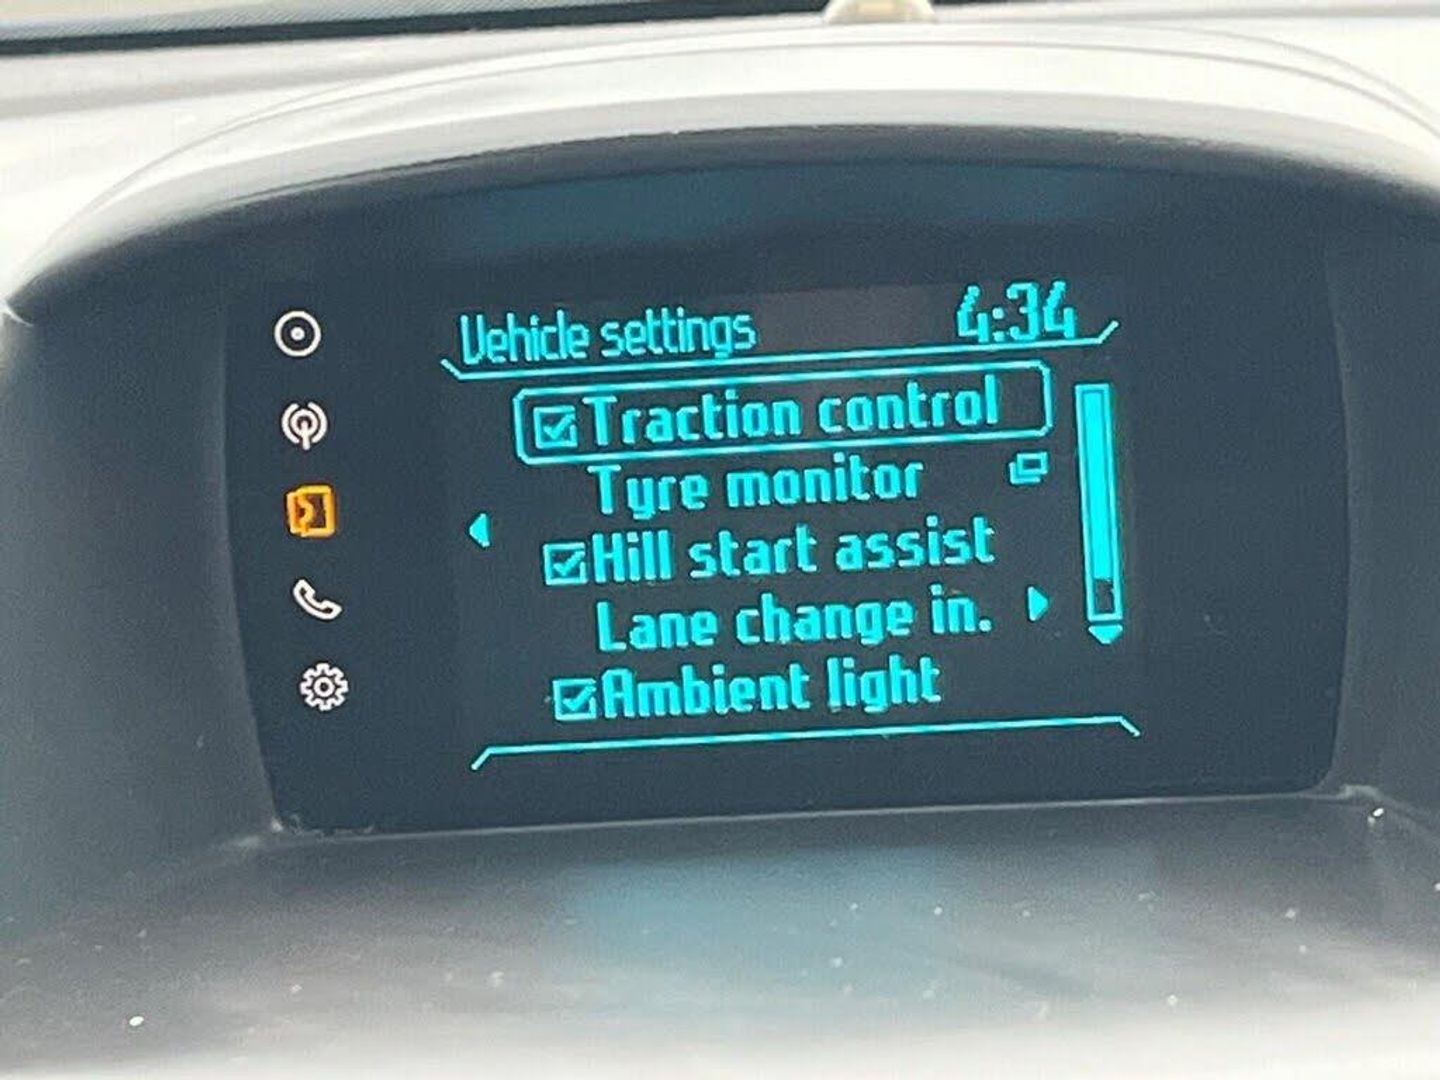 Vehicle settings 4:34
Traction control
Tyre monitor
Hill start assist
Lane change in.
Ambient light